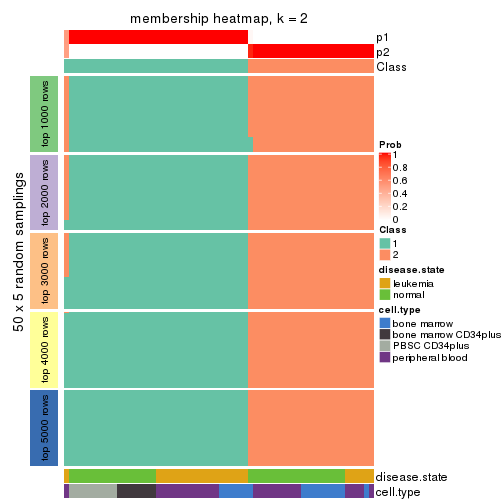 membership heatmap, k = 2
p1
p2
Class
50 x 5 random samplings
top 1000 rows
top 2000 rows
top 3000 rows
top 4000 rows
top 5000 rows
Prob
1
0.8
0.6
0.4
0.2
0
Class
1
2
disease.state
leukemia
normal
cell.type
bone marrow
bone marrow CD34plus
PBSC CD34plus
peripheral blood
disease.state
cell.type